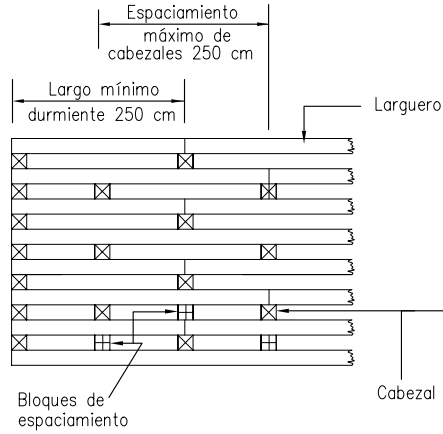 Espaciamiento
máximo de
cabezales 250 cm
Largo mínimo
durmiente 250 cm
Larguero
Bloques de
espaciamiento
Cabezal